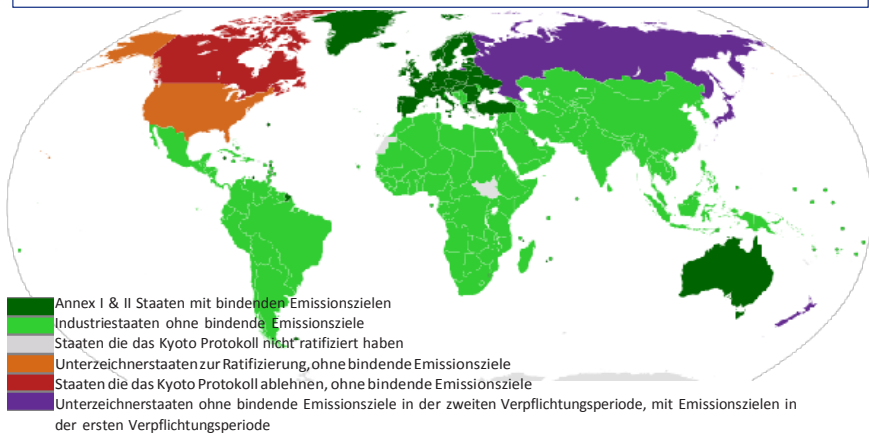 Annex I & II Staaten mit bindenden Emissionszielen
Industriestaaten ohne bindende Emissionsziele
Staaten die das Kyoto Protokoll nicht ratifiziert haben
Unterzeichnerstaaten zur Ratifizierung, ohne bindende Emissionsziele
Staaten die das Kyoto Protokoll ablehnen, ohne bindende Emissionsziele
Unterzeichnerstaaten ohne bindende Emissionsziele in der zweiten Verpflichtungsperiode, mit Emissionszielen in
der ersten Verpflichtungsperiode